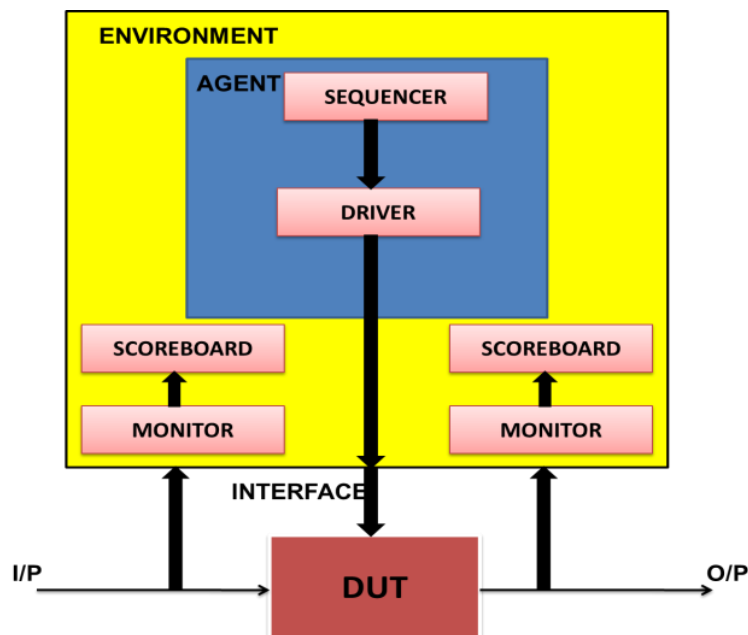 ENVIRONMENT
AGENT
SEQUENCER
DRIVER
SCOREBOARD
SCOREBOARD
MONITOR
MONITOR
INTERFACE
I/P
DUT
O/P